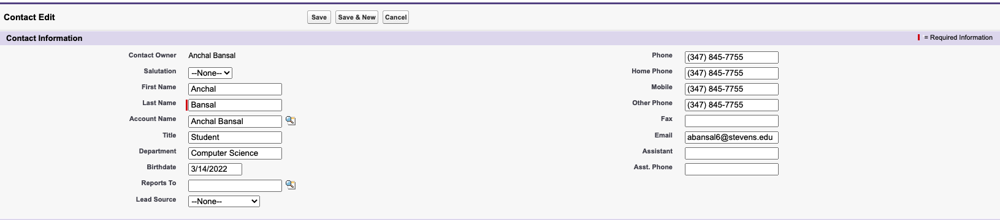 Contact Edit
Save
Save & New
Cancel
Contact Information
= Required Information
Contact Owner Anchal Bansal
Salutation --None--
First Name Anchal
Last Name Bansal
Account Name Anchal Bansal
Title Student
Department Computer Science
Birthdate 3/14/2022
Reports To
Lead Source --None--
Phone (347) 845-7755
Home Phone (347) 845-7755
Mobile (347) 845-7755
Other Phone (347) 845-7755
Fax
Email abansal6@stevens.edu
Assistant
Asst. Phone